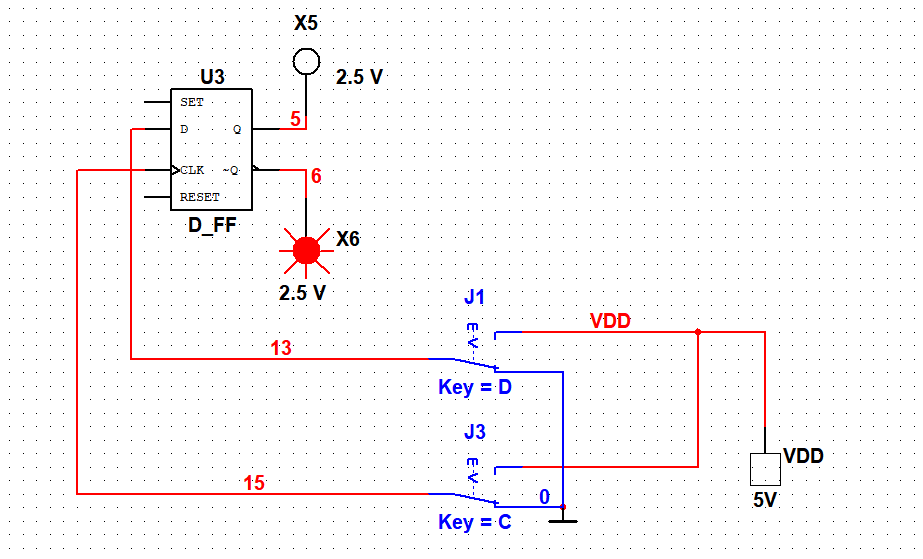 X5
2.5 V
U3
SET
D
Q
5
CLK
~Q
6
RESET
D_FF
X6
2.5 V
J1
VDD
13
Key = D
J3
VDD
5V
15
0
Key = C